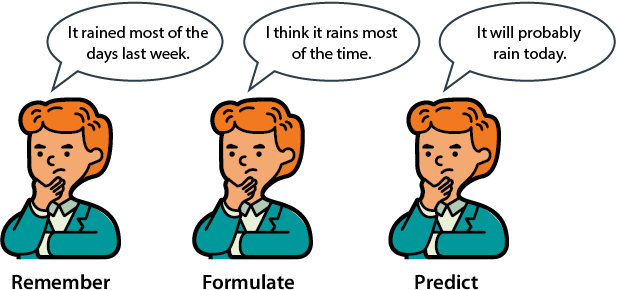 It rained most of the
days last week.
I think it rains most
of the time.
It will probably
rain today.
Remember
Formulate
Predict